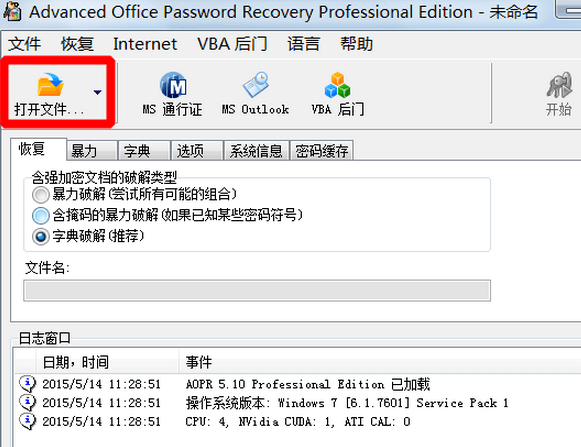 Advanced Office Password Recovery Professional Edition - 未命名
文件 恢复 Internet VBA 后门 语言 帮助
打开文件... MS 通行证 MS Outlook VBA 后门 开始
恢复 暴力 字典 选项 系统信息 密码缓存
含强加密文档的破解类型
暴力破解(尝试所有可能的组合)
含掩码的暴力破解(如果已知某些密码符号)
字典破解(推荐)
文件名:
日志窗口
日期,时间 事件
2015/5/14 11:28:51 AOPR 5.10 Professional Edition 已加载
2015/5/14 11:28:51 操作系统版本: Windows 7 [6.1.7601] Service Pack 1
2015/5/14 11:28:51 CPU: 4, NVidia CUDA: 1, ATI CAL: 0